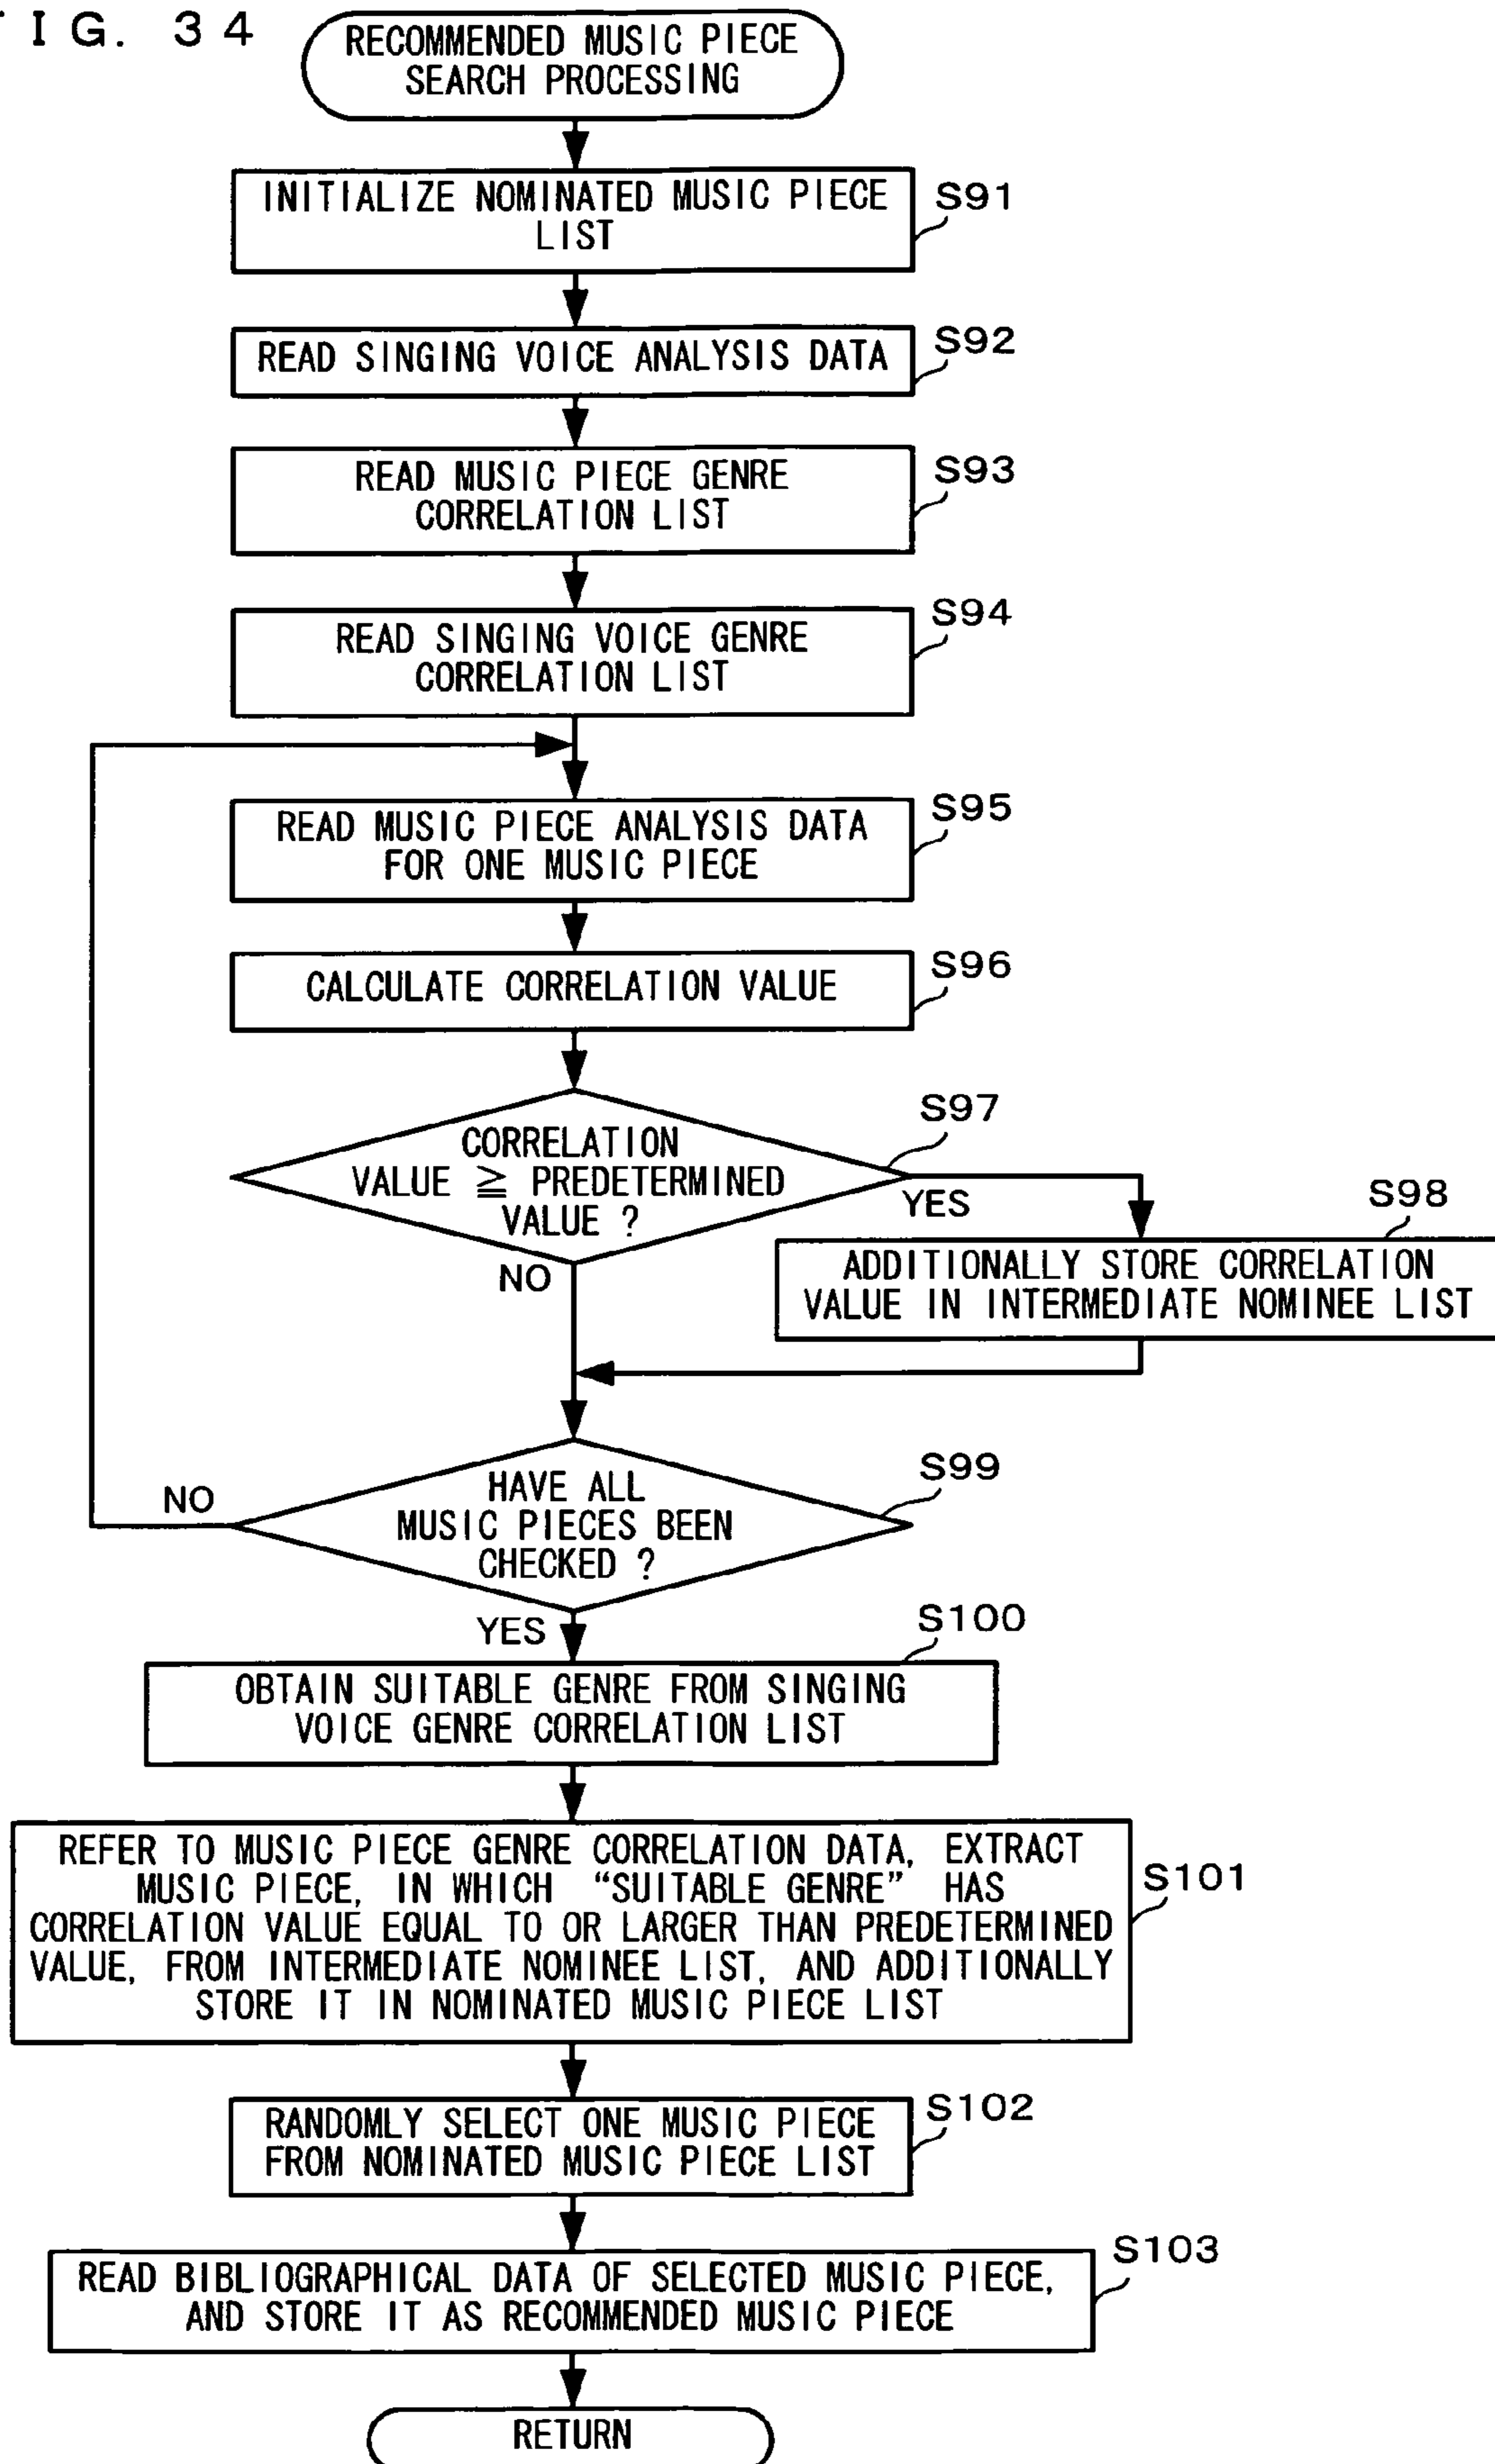 FIG. 34
RECOMMENDED MUSIC PIECE
SEARCH PROCESSING
INITIALIZE NOMINATED MUSIC PIECE
LIST
S91
READ SINGING VOICE ANALYSIS DATA
S92
READ MUSIC PIECE GENRE
CORRELATION LIST
S93
READ SINGING VOICE GENRE
CORRELATION LIST
S94
READ MUSIC PIECE ANALYSIS DATA
FOR ONE MUSIC PIECE
S95
CALCULATE CORRELATION VALUE
S96
CORRELATION
VALUE ≧ PREDETERMINED
VALUE ?
S97
YES
NO
S98
ADDITIONALLY STORE CORRELATION
VALUE IN INTERMEDIATE NOMINEE LIST
HAVE ALL
MUSIC PIECES BEEN
CHECKED ?
S99
NO
YES
S100
OBTAIN SUITABLE GENRE FROM SINGING
VOICE GENRE CORRELATION LIST
REFER TO MUSIC PIECE GENRE CORRELATION DATA, EXTRACT
MUSIC PIECE, IN WHICH “SUITABLE GENRE” HAS
CORRELATION VALUE EQUAL TO OR LARGER THAN PREDETERMINED
VALUE, FROM INTERMEDIATE NOMINEE LIST, AND ADDITIONALLY
STORE IT IN NOMINATED MUSIC PIECE LIST
S101
RANDOMLY SELECT ONE MUSIC PIECE
FROM NOMINATED MUSIC PIECE LIST
S102
READ BIBLIOGRAPHICAL DATA OF SELECTED MUSIC PIECE,
AND STORE IT AS RECOMMENDED MUSIC PIECE
S103
RETURN